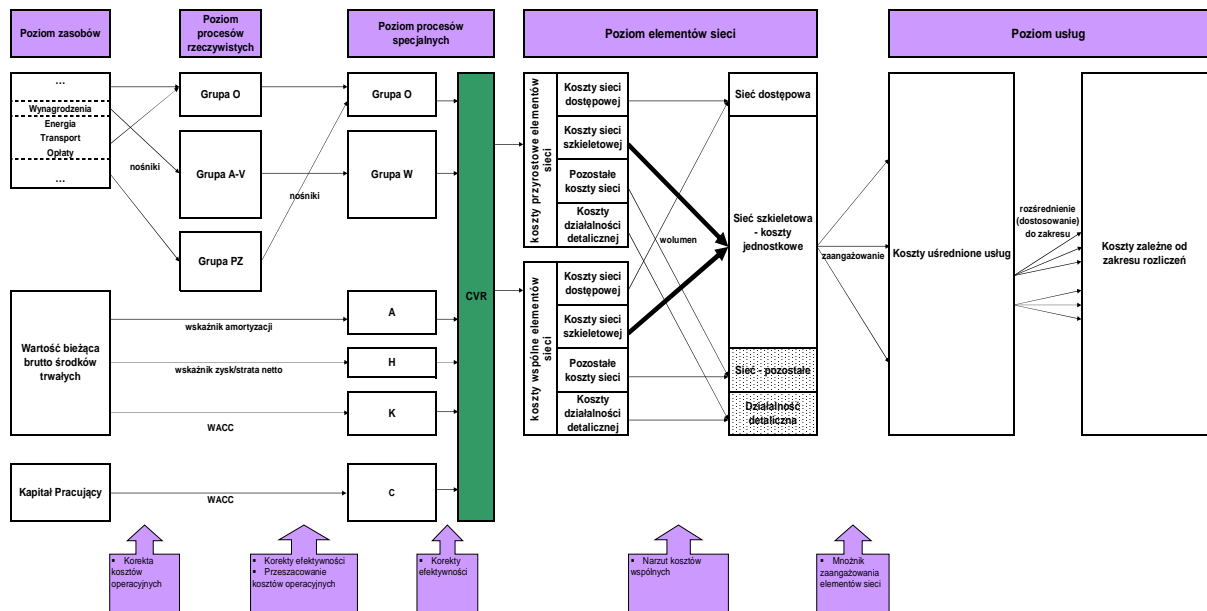 Poziom zasobów
Poziom
procesów
rzeczywistych
Poziom procesów
specjalnych
Poziom elementów sieci
Poziom usług
...
Wynagrodzenia
Energia
Transport
Opłaty
...
nośniki
Grupa O
Grupa A-V
Grupa PZ
nośniki
Grupa O
Grupa W
Wartość bieżąca
brutto środków
trwałych
wskaźnik amortyzacji
wskaźnik zysk/strata netto
WACC
A
H
K
Kapitał Pracujący
WACC
C
CVR
koszty przyrostowe elementów
sieci
Koszty sieci
dostępowej
Koszty sieci
szkieletowej
Pozostałe
koszty sieci
Koszty
działalności
detalicznej
koszty wspólne elementów
sieci
Koszty sieci
dostępowej
Koszty sieci
szkieletowej
Pozostałe
koszty sieci
Koszty
działalności
detalicznej
wolumen
Sieć dostępowa
Sieć szkieletowa
- koszty
jednostkowe
Sieć - pozostałe
Działalność
detaliczna
zaangażowanie
Koszty uśrednione usług
rozśrednienie
(dostosowanie)
do zakresu
Koszty zależne od
zakresu rozliczeń
▪ Korekta
kosztów
operacyjnych
▪ Korekty efektywności
▪ Przeszacowanie
kosztów operacyjnych
▪ Korekty
efektywności
▪ Narzut kosztów
wspólnych
▪ Mnożnik
zaangażowania
elementów sieci